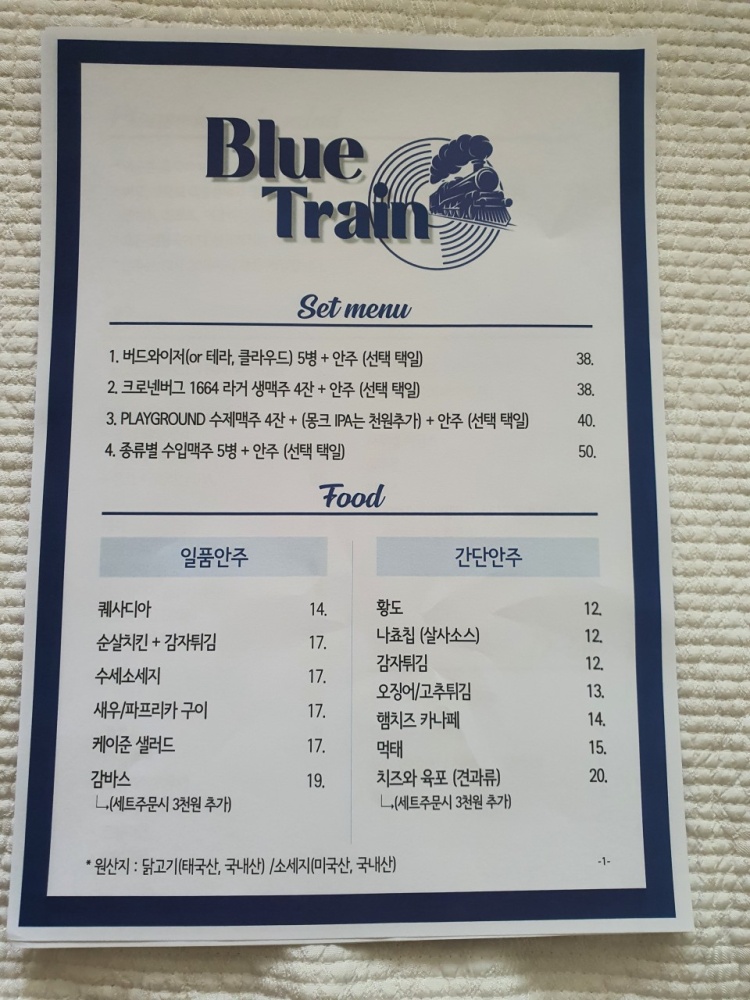 Blue
Train
Set menu
1. 버드와이저(or 테라, 클라우드) 5병 + 안주 (선택 택일) 38.
2. 크로넨버그 1664 라거 생맥주 4잔 + 안주 (선택 택일) 38.
3. PLAYGROUND 수제맥주 4잔 + (몽크 IPA는 천원추가) + 안주 (선택 택일) 40.
4. 종류별 수입맥주 5병 + 안주 (선택 택일) 50.
Food
일품안주
퀘사디아 14.
순살치킨 + 감자튀김 17.
수세소세지 17.
새우/파프리카 구이 17.
케이준 샐러드 17.
감바스 19.
(세트주문시 3천원 추가)
간단안주
황도 12.
나쵸칩 (살사소스) 12.
감자튀김 12.
오징어/고추튀김 13.
햄치즈 카나페 14.
먹태 15.
치즈와 육포 (견과류) 20.
(세트주문시 3천원 추가)
* 원산지 : 닭고기(태국산, 국내산) /소세지(미국산, 국내산)
-1-